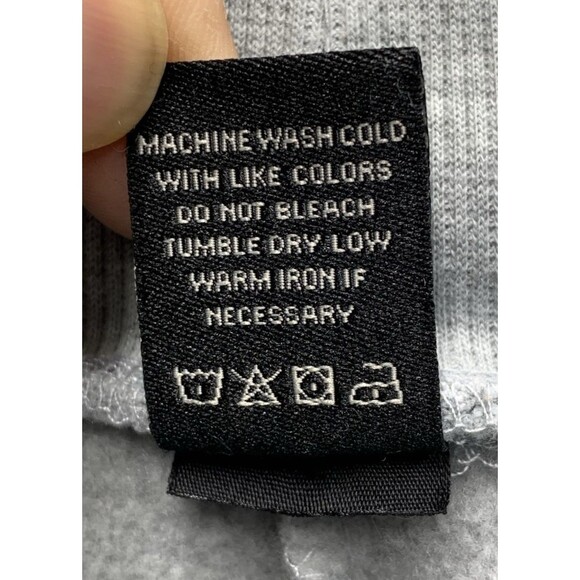 MACHINE WASH COLD
WITH LIKE COLORS
DO NOT BLEACH
TUMBLE DRY LOW
WARM IRON IF
NECESSARY